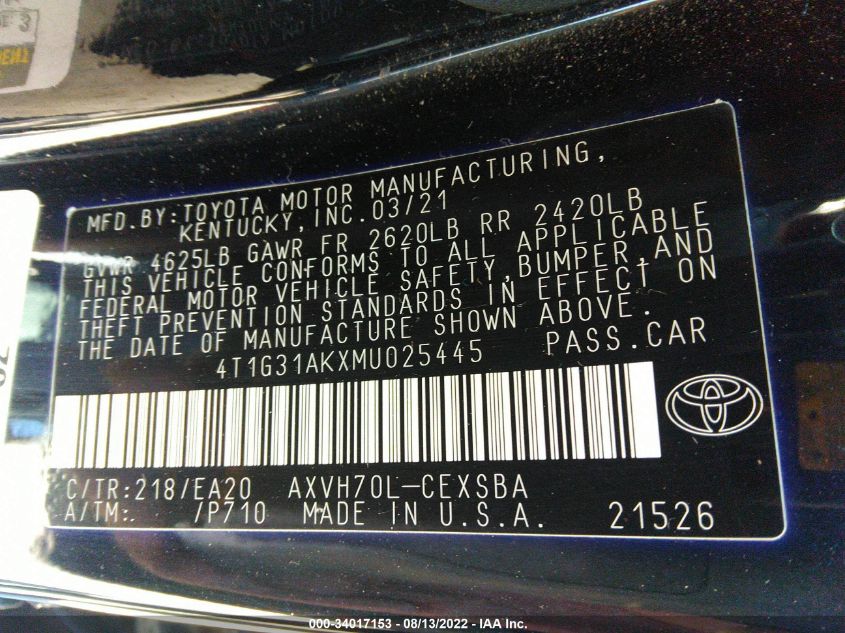 MFD.BY:TOYOTA MOTOR MANUFACTURING,
KENTUCKY,INC.03/21
GVWR 4625LB GAWR FR 2620LB RR 2420LB
THIS VEHICLE CONFORMS TO ALL APPLICABLE
FEDERAL MOTOR VEHICLE SAFETY,BUMPER,AND
THEFT PREVENTION STANDARDS IN EFFECT ON
THE DATE OF MANUFACTURE SHOWN ABOVE.
4T1G31AKXMU025445 PASS.CAR
C/TR:218/EA20 AXVH70L-CEXSBA
A/TM: /P710 MADE IN U.S.A. 21526
000-34017153 - 08/13/2022 - IAA Inc.